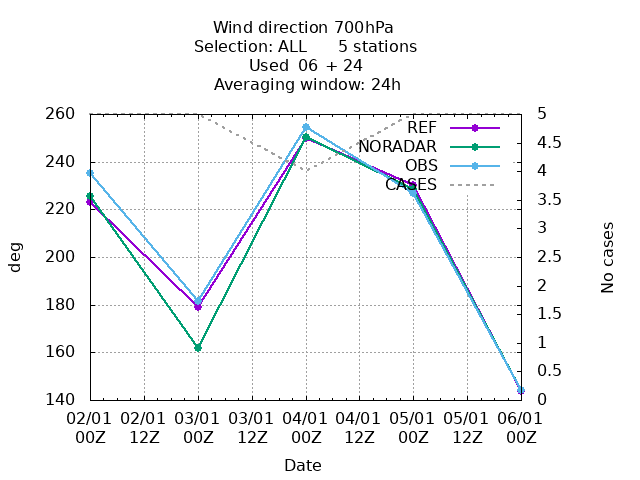 Wind direction 700hPa
Selection: ALL      5 stations
Used  06 + 24
Averaging window: 24h
260 5
REF 4.5
NORADAR
240 OBS 4
CASES 3.5
220 3
deg 200 2.5 No cases
2
180 1.5
160 1
0.5
140 0
02/01 02/01 03/01 03/01 04/01 04/01 05/01 05/01 06/01
00Z 12Z 00Z 12Z 00Z 12Z 00Z 12Z 00Z
Date